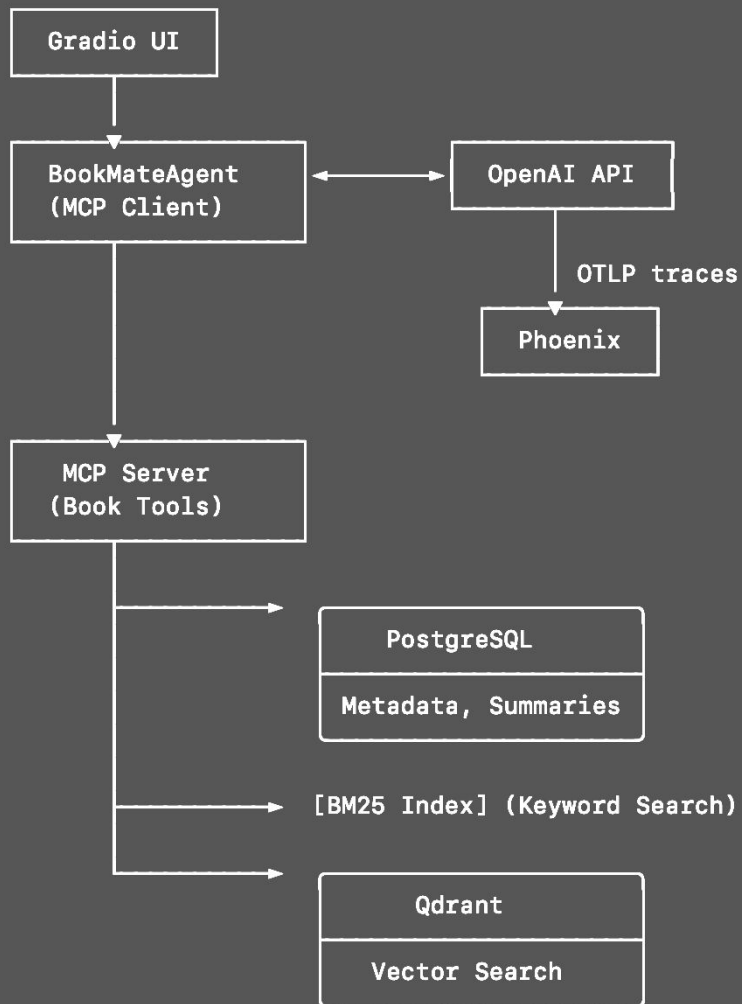 Gradio UI
BookMateAgent
(MCP Client)
OpenAI API
OTLP traces
Phoenix
MCP Server
(Book Tools)
PostgreSQL
Metadata, Summaries
[BM25 Index] (Keyword Search)
Qdrant
Vector Search